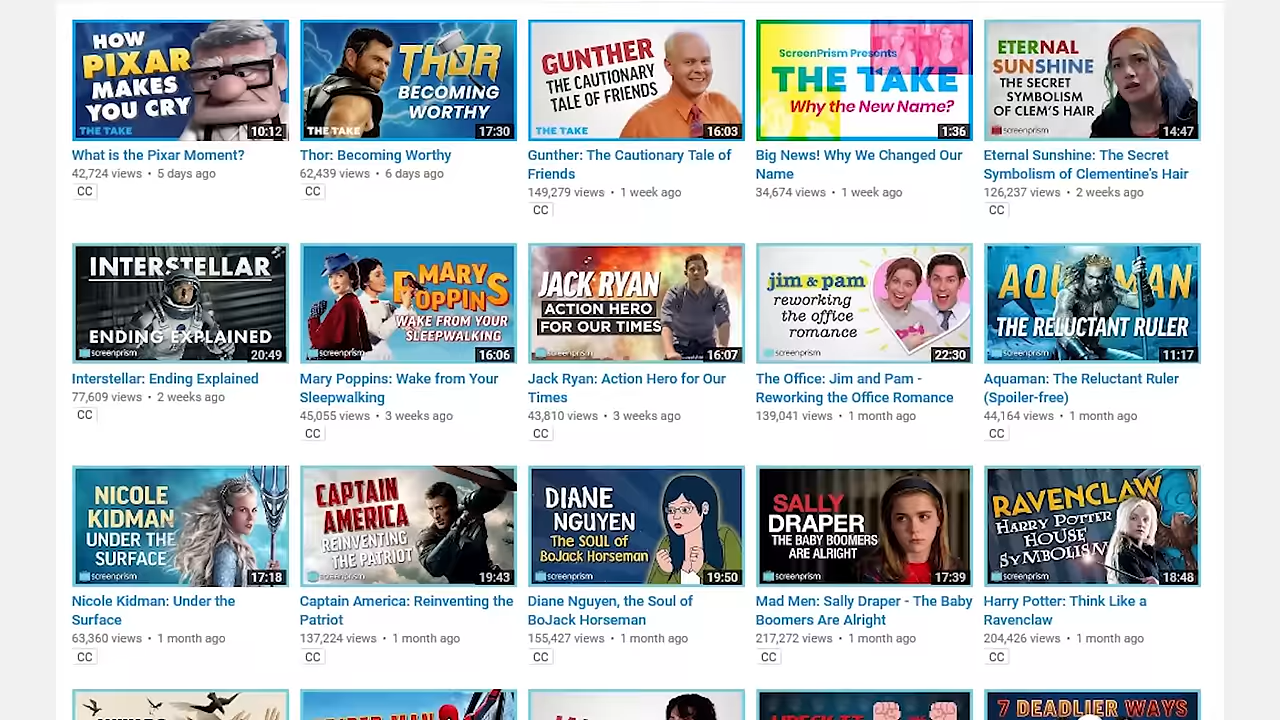 HOW
PIXAR
MAKES
YOU CRY
THE TAKE
10:12
What is the Pixar Moment?
42,724 views • 5 days ago
CC
THOR
BECOMING
WORTHY
THE TAKE
17:30
Thor: Becoming Worthy
62,439 views • 6 days ago
CC
GUNTHER
THE CAUTIONARY
TALE OF FRIENDS
THE TAKE
16:03
Gunther: The Cautionary Tale of
Friends
149,279 views • 1 week ago
CC
ScreenPrism Presents
THE TAKE
Why the New Name?
1:36
Big News! Why We Changed Our
Name
34,674 views • 1 week ago
ETERNAL
SUNSHINE
THE SECRET
SYMBOLISM
OF CLEM'S HAIR
screenprism
14:47
Eternal Sunshine: The Secret
Symbolism of Clementine's Hair
126,237 views • 2 weeks ago
CC
INTERSTELLAR
ENDING EXPLAINED
screenprism
20:49
Interstellar: Ending Explained
77,609 views • 2 weeks ago
CC
MARY
POPPINS
WAKE FROM YOUR
SLEEPWALKING
screenprism
16:06
Mary Poppins: Wake from Your
Sleepwalking
45,055 views • 3 weeks ago
CC
JACK RYAN
ACTION HERO
FOR OUR TIMES
screenprism
16:07
Jack Ryan: Action Hero for Our
Times
43,810 views • 3 weeks ago
CC
jim & pam
reworking
the office
romance
screenprism
22:30
The Office: Jim and Pam -
Reworking the Office Romance
139,041 views • 1 month ago
AQUAMAN
THE RELUCTANT RULER
11:17
Aquaman: The Reluctant Ruler
(Spoiler-free)
44,164 views • 1 month ago
CC
NICOLE
KIDMAN
UNDER THE
SURFACE
screenprism
17:18
Nicole Kidman: Under the
Surface
63,360 views • 1 month ago
CC
CAPTAIN
AMERICA
REINVENTING
THE PATRIOT
screenprism
19:43
Captain America: Reinventing the
Patriot
137,224 views • 1 month ago
CC
DIANE
NGUYEN
THE SOUL OF
BOJACK HORSEMAN
screenprism
19:50
Diane Nguyen, the Soul of
BoJack Horseman
155,427 views • 1 month ago
CC
SALLY
DRAPER
THE BABY BOOMERS
ARE ALRIGHT
screenprism
17:39
Mad Men: Sally Draper - The Baby
Boomers Are Alright
217,272 views • 1 month ago
CC
RAVENCLAW
HARRY POTTER
HOUSE
SYMBOLISM
screenprism
18:48
Harry Potter: Think Like a
Ravenclaw
204,426 views • 1 month ago
CC
7 DEADLIER WAYS